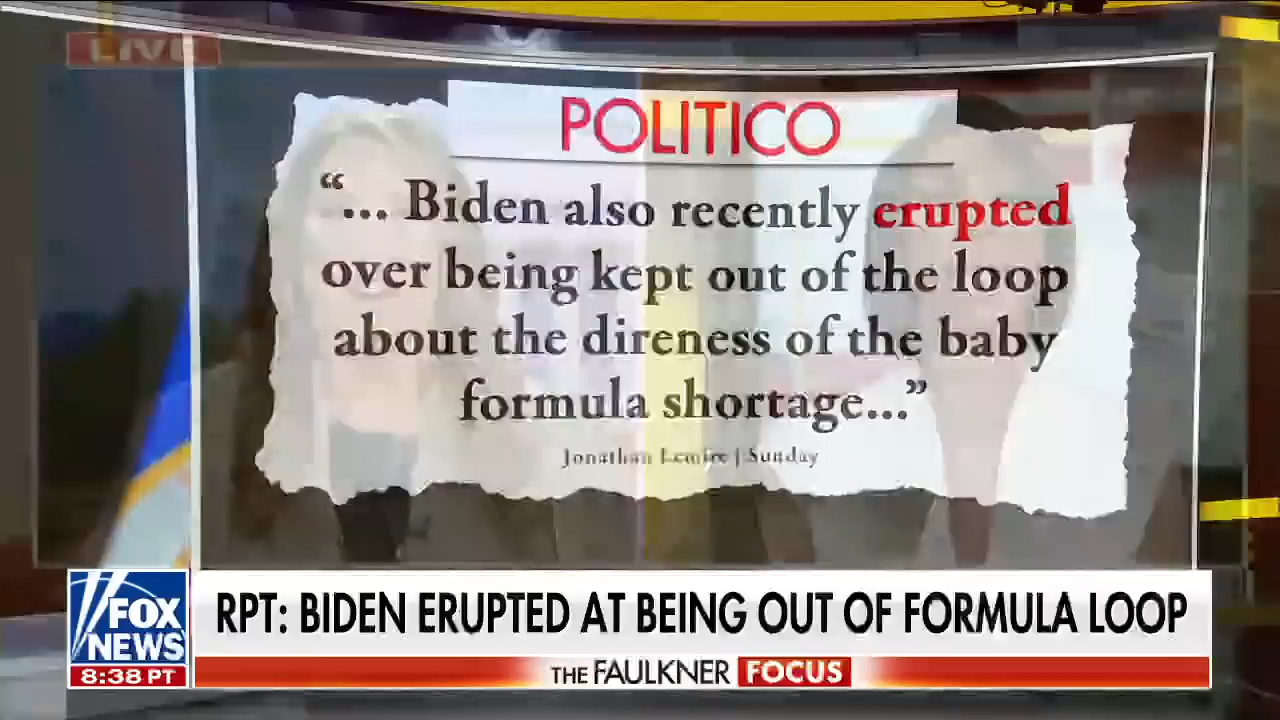 LIVE
POLITICO
“... Biden also recently erupted
over being kept out of the loop
about the direness of the baby
formula shortage...”
Jonathan Lemire | Sunday
FOX
NEWS
8:38 PT
RPT: BIDEN ERUPTED AT BEING OUT OF FORMULA LOOP
THE FAULKNER FOCUS